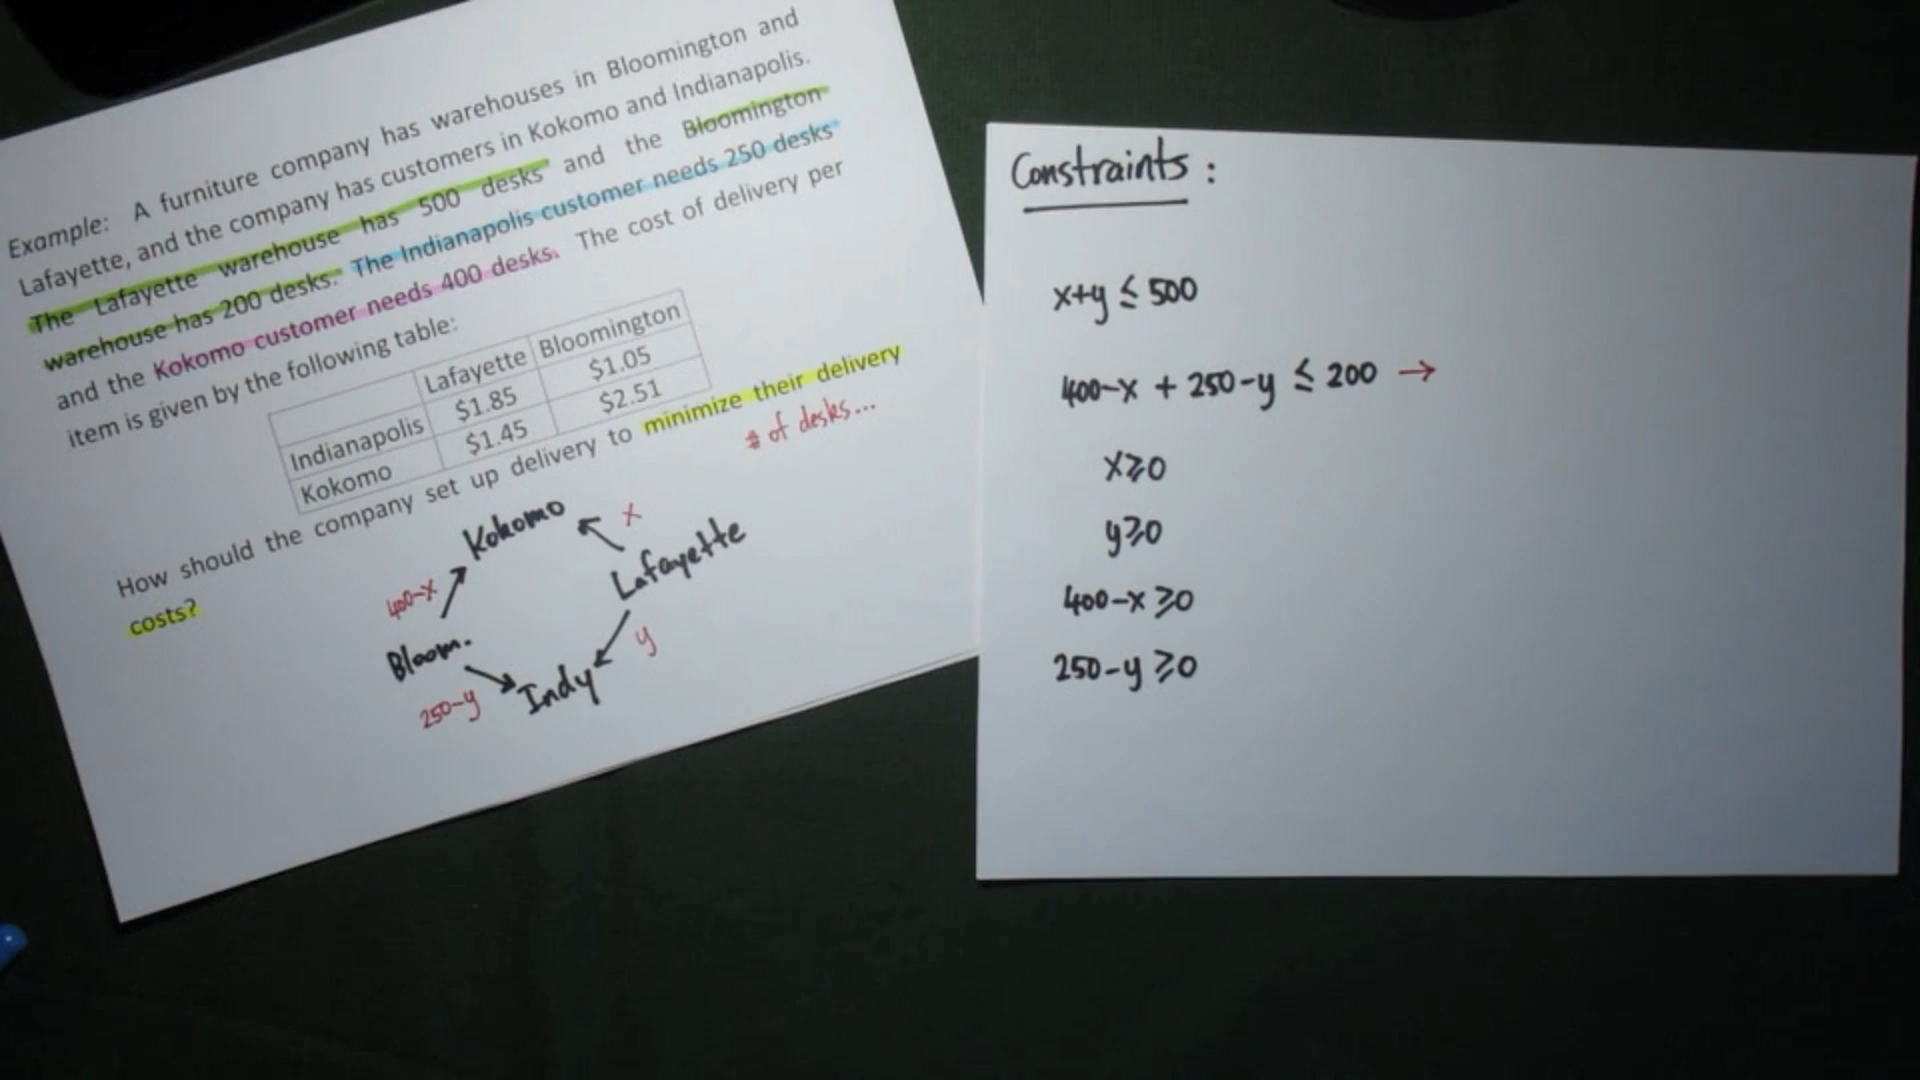 Example: A furniture company has warehouses in Bloomington and
Lafayette, and the company has customers in Kokomo and Indianapolis.
The Lafayette warehouse has 500 desks and the Bloomington
warehouse has 200 desks. The Indianapolis customer needs 250 desks
and the Kokomo customer needs 400 desks. The cost of delivery per
item is given by the following table:
Lafayette Bloomington
Indianapolis $1.85 $1.05
Kokomo $1.45 $2.51
How should the company set up delivery to minimize their delivery
costs?
# of desks...
Kokomo
x
Lafayette
400-x
Bloom.
y
Indy
250-y
Constraints:
x+y ≤ 500
400-x + 250-y ≤ 200 →
x≥0
y≥0
400-x ≥0
250-y ≥0